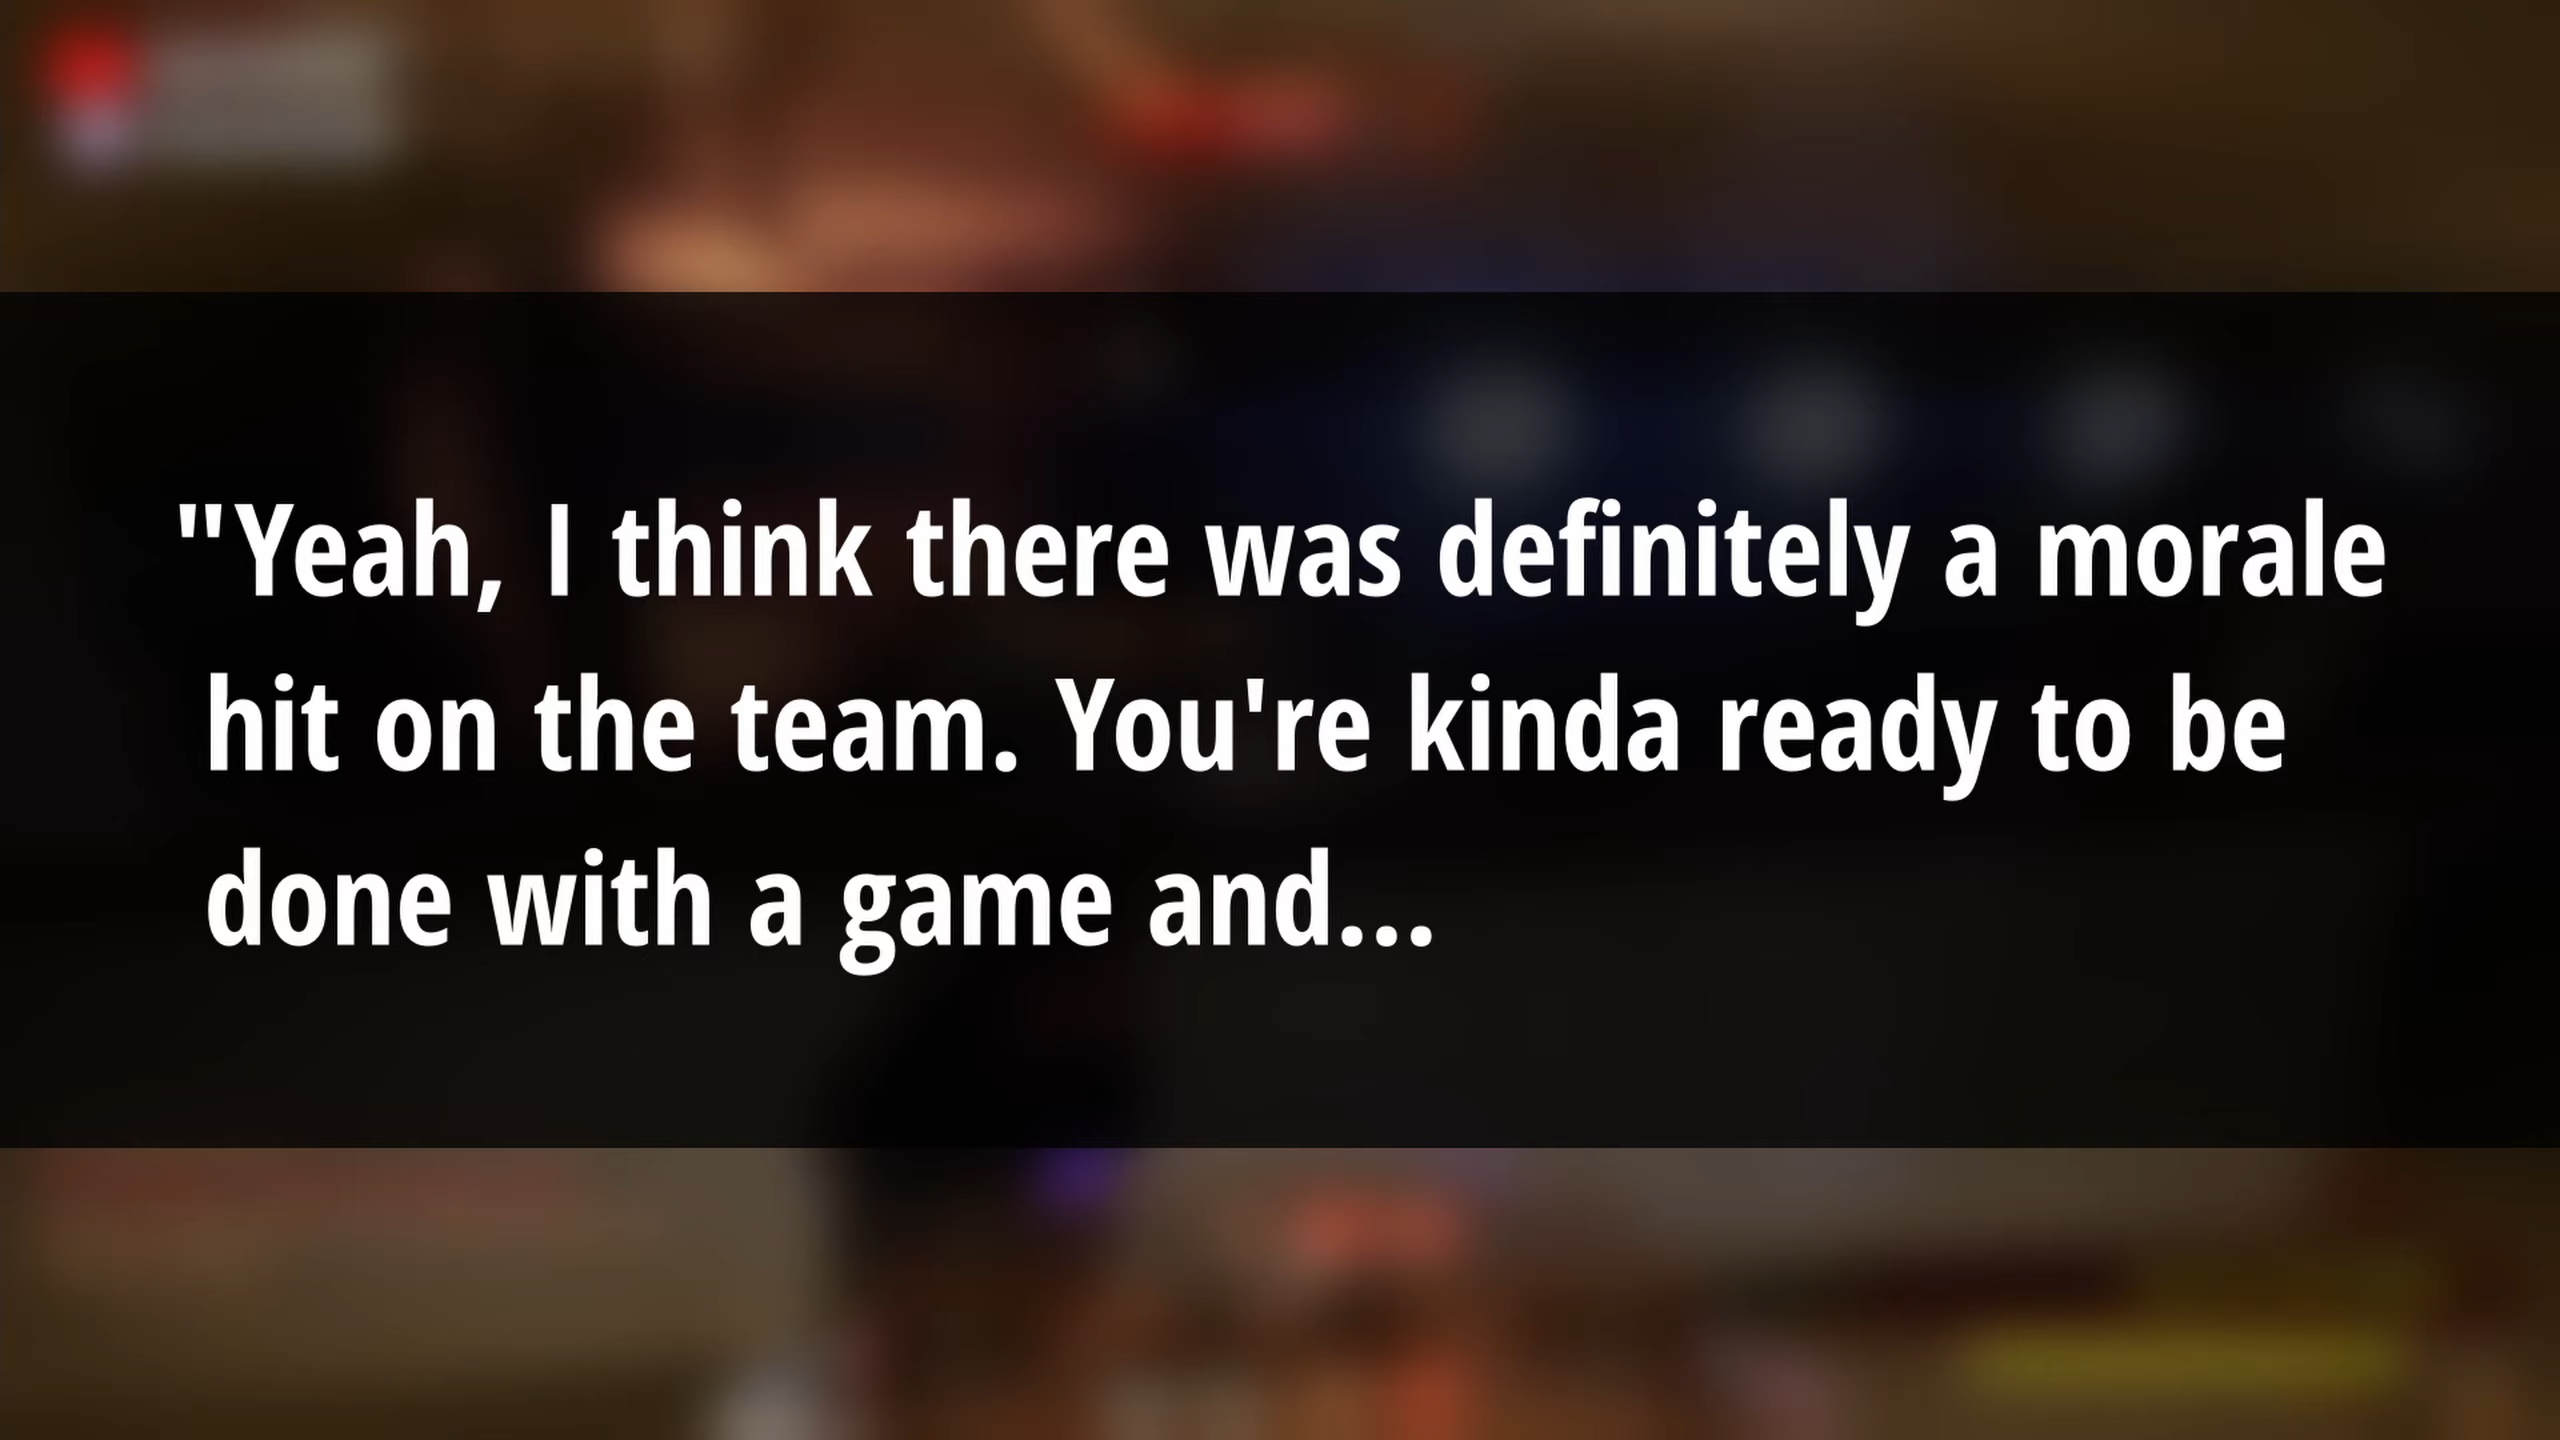 "Yeah, I think there was definitely a morale
hit on the team. You're kinda ready to be
done with a game and...